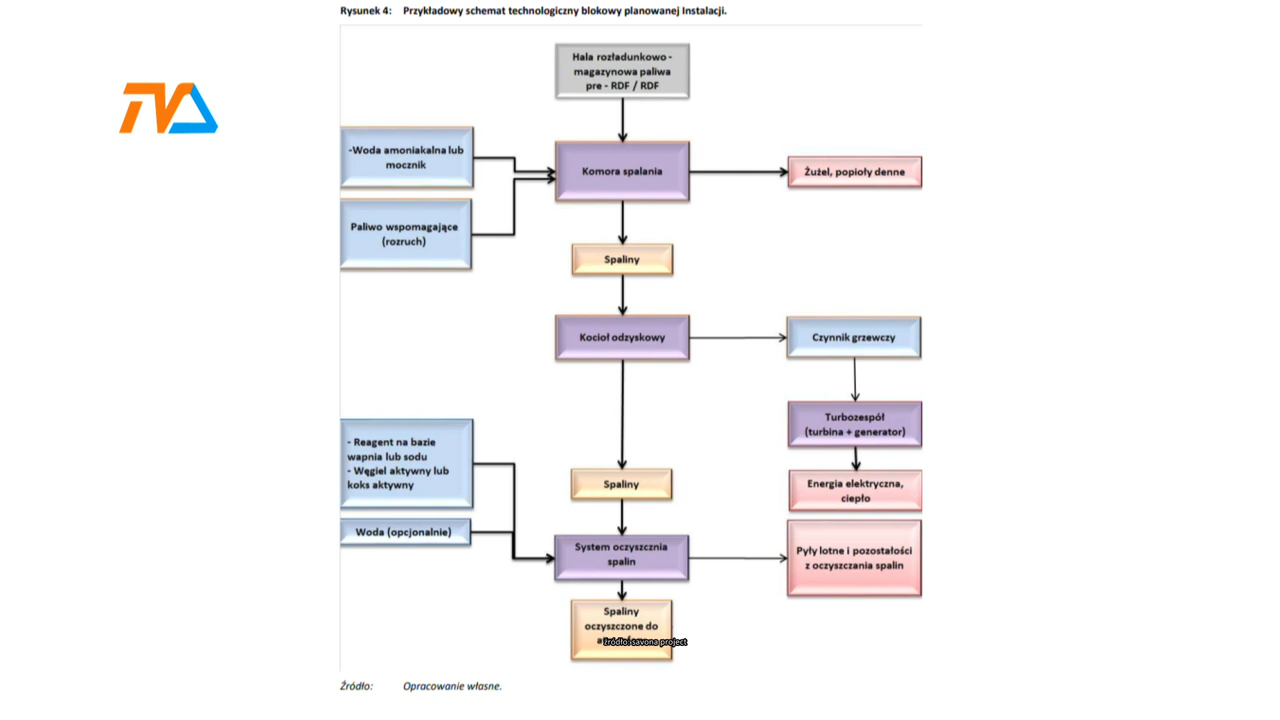 Rysunek 4: Przykładowy schemat technologiczny blokowy planowanej Instalacji.
Hala rozładunkowo -
magazynowa paliwa
pre - RDF / RDF
TVA
-Woda amoniakalna lub
mocznik
Komora spalania
Żużel, popioły denne
Paliwo wspomagające
(rozruch)
Spaliny
Kocioł odzyskowy
Czynnik grzewczy
Turbozespół
(turbina + generator)
- Reagent na bazie
wapnia lub sodu
- Węgiel aktywny lub
koks aktywny
Spaliny
Energia elektryczna,
ciepło
Woda (opcjonalnie)
System oczyszcznia
spalin
Pyły lotne i pozostałości
z oczyszczania spalin
Spaliny
oczyszczone do
źródło: savona project
Źródło: Opracowanie własne.